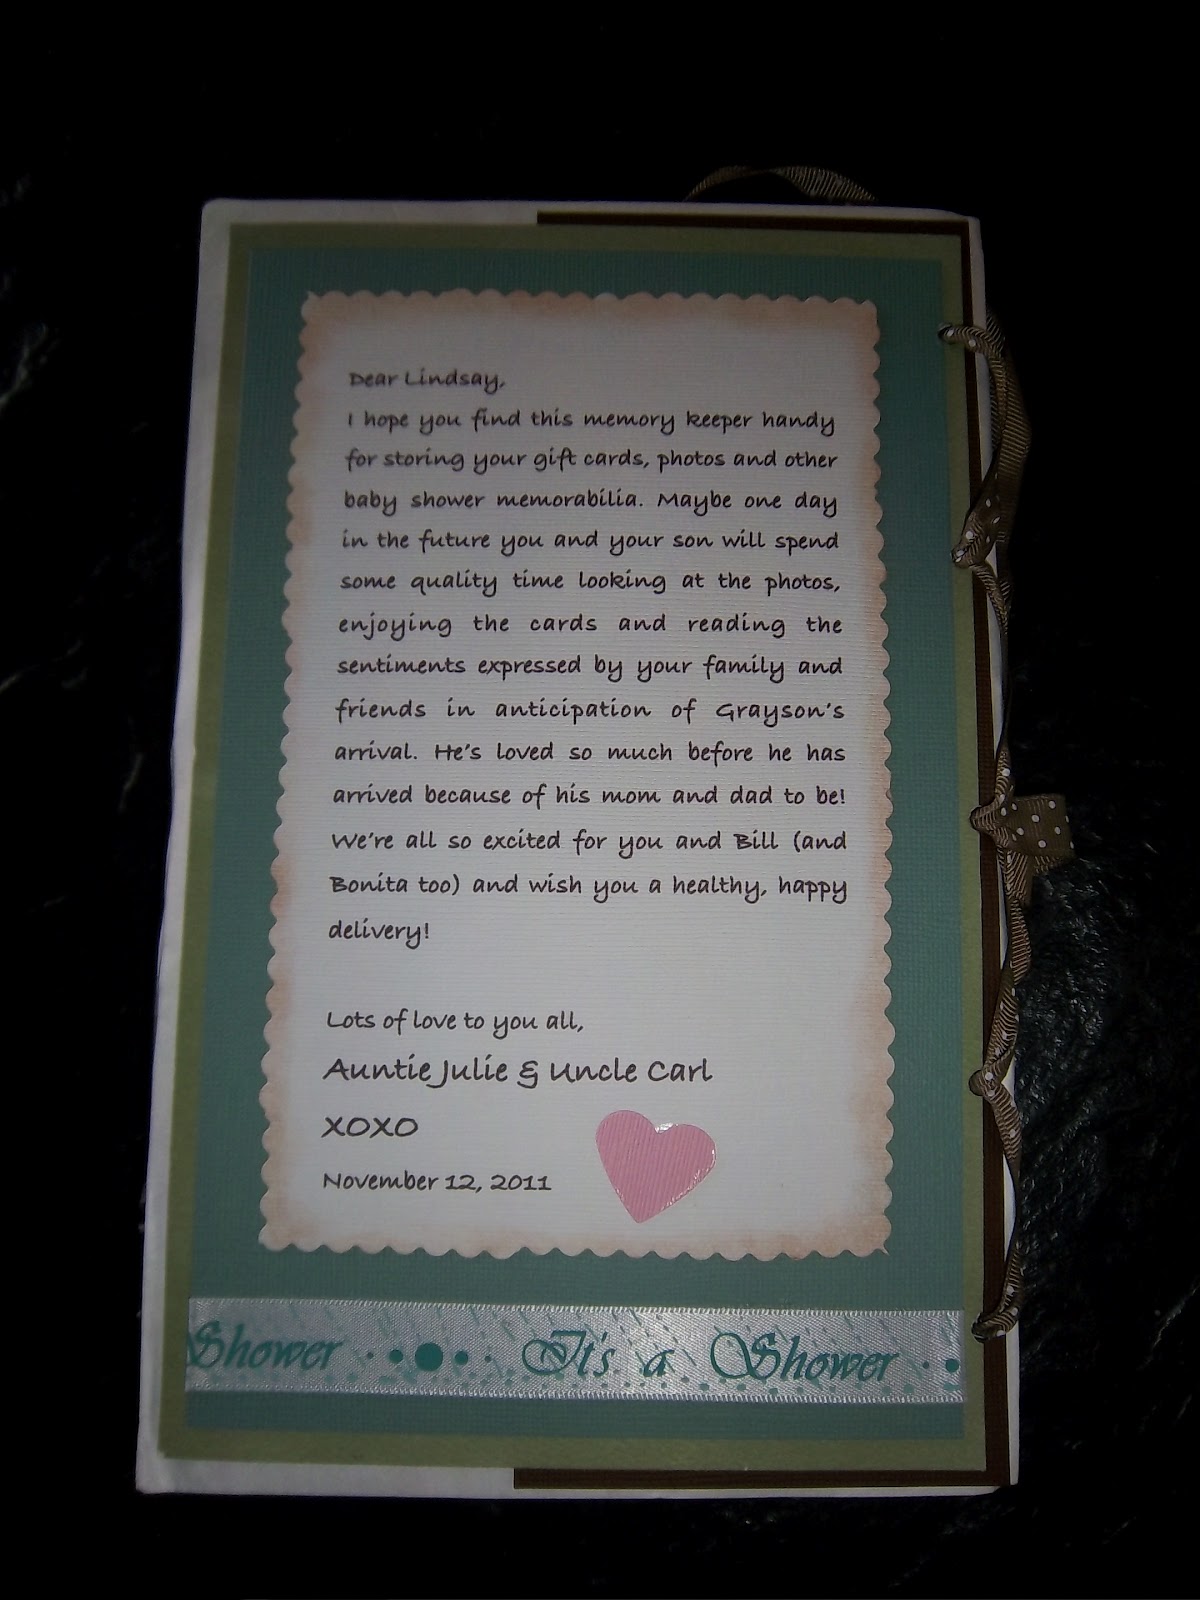 Dear Lindsay,
I hope you find this memory keeper handy
for storing your gift cards, photos and other
baby shower memorabilia. Maybe one day
in the future you and your son will spend
some quality time looking at the photos,
enjoying the cards and reading the
sentiments expressed by your family and
friends in anticipation of Grayson's
arrival. He's loved so much before he has
arrived because of his mom and dad to be!
We're all so excited for you and Bill (and
Bonita too) and wish you a healthy, happy
delivery!
Lots of love to you all,
Auntie Julie & Uncle Carl
XOXO
November 12, 2011
Shower It's a Shower